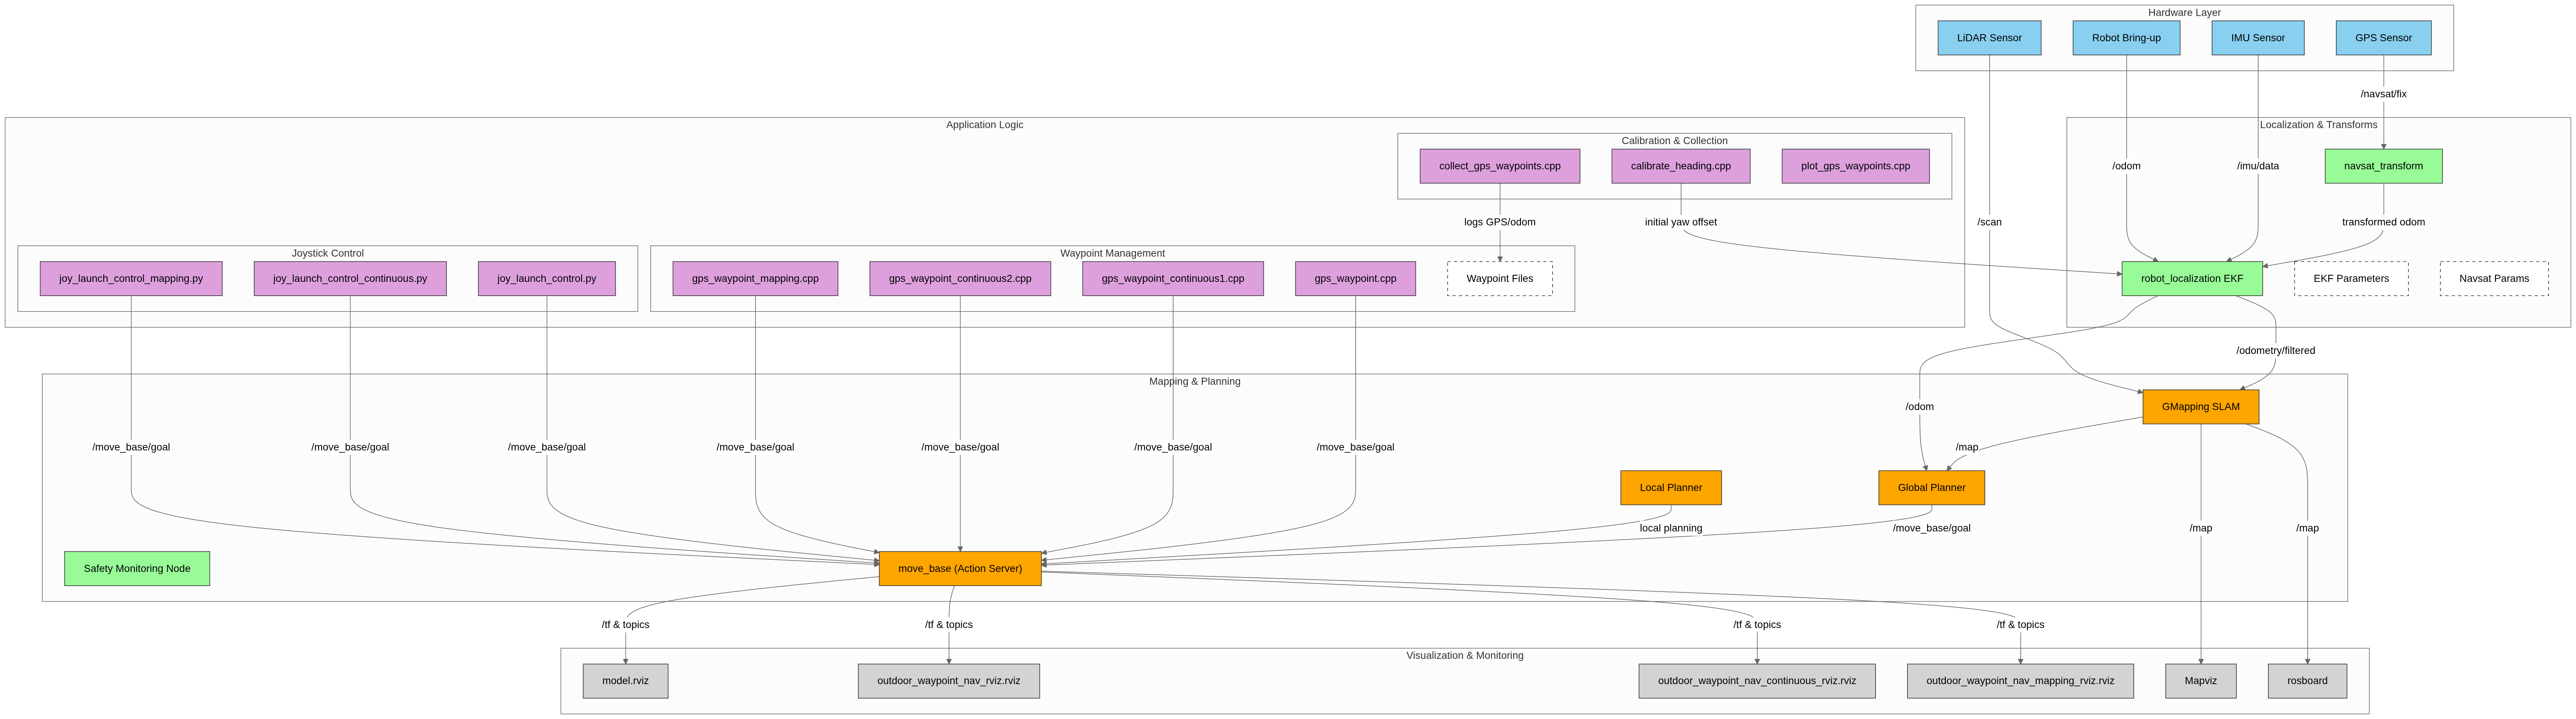 Hardware Layer
LiDAR Sensor
Robot Bring-up
IMU Sensor
GPS Sensor
/navsat/fix
Application Logic
Localization & Transforms
Calibration & Collection
collect_gps_waypoints.cpp
calibrate_heading.cpp
plot_gps_waypoints.cpp
/odom
/imu/data
navsat_transform
logs GPS/odom
initial yaw offset
/scan
transformed odom
Joystick Control
Waypoint Management
joy_launch_control_mapping.py
joy_launch_control_continuous.py
joy_launch_control.py
gps_waypoint_mapping.cpp
gps_waypoint_continuous2.cpp
gps_waypoint_continuous1.cpp
gps_waypoint.cpp
Waypoint Files
robot_localization EKF
EKF Parameters
Navsat Params
/odometry/filtered
Mapping & Planning
/odom
GMapping SLAM
/move_base/goal
/move_base/goal
/move_base/goal
/move_base/goal
/move_base/goal
/move_base/goal
/move_base/goal
/map
Local Planner
Global Planner
local planning
/move_base/goal
/map
/map
Safety Monitoring Node
move_base (Action Server)
/tf & topics
/tf & topics
/tf & topics
/tf & topics
Visualization & Monitoring
model.rviz
outdoor_waypoint_nav_rviz.rviz
outdoor_waypoint_nav_continuous_rviz.rviz
outdoor_waypoint_nav_mapping_rviz.rviz
Mapviz
rosboard